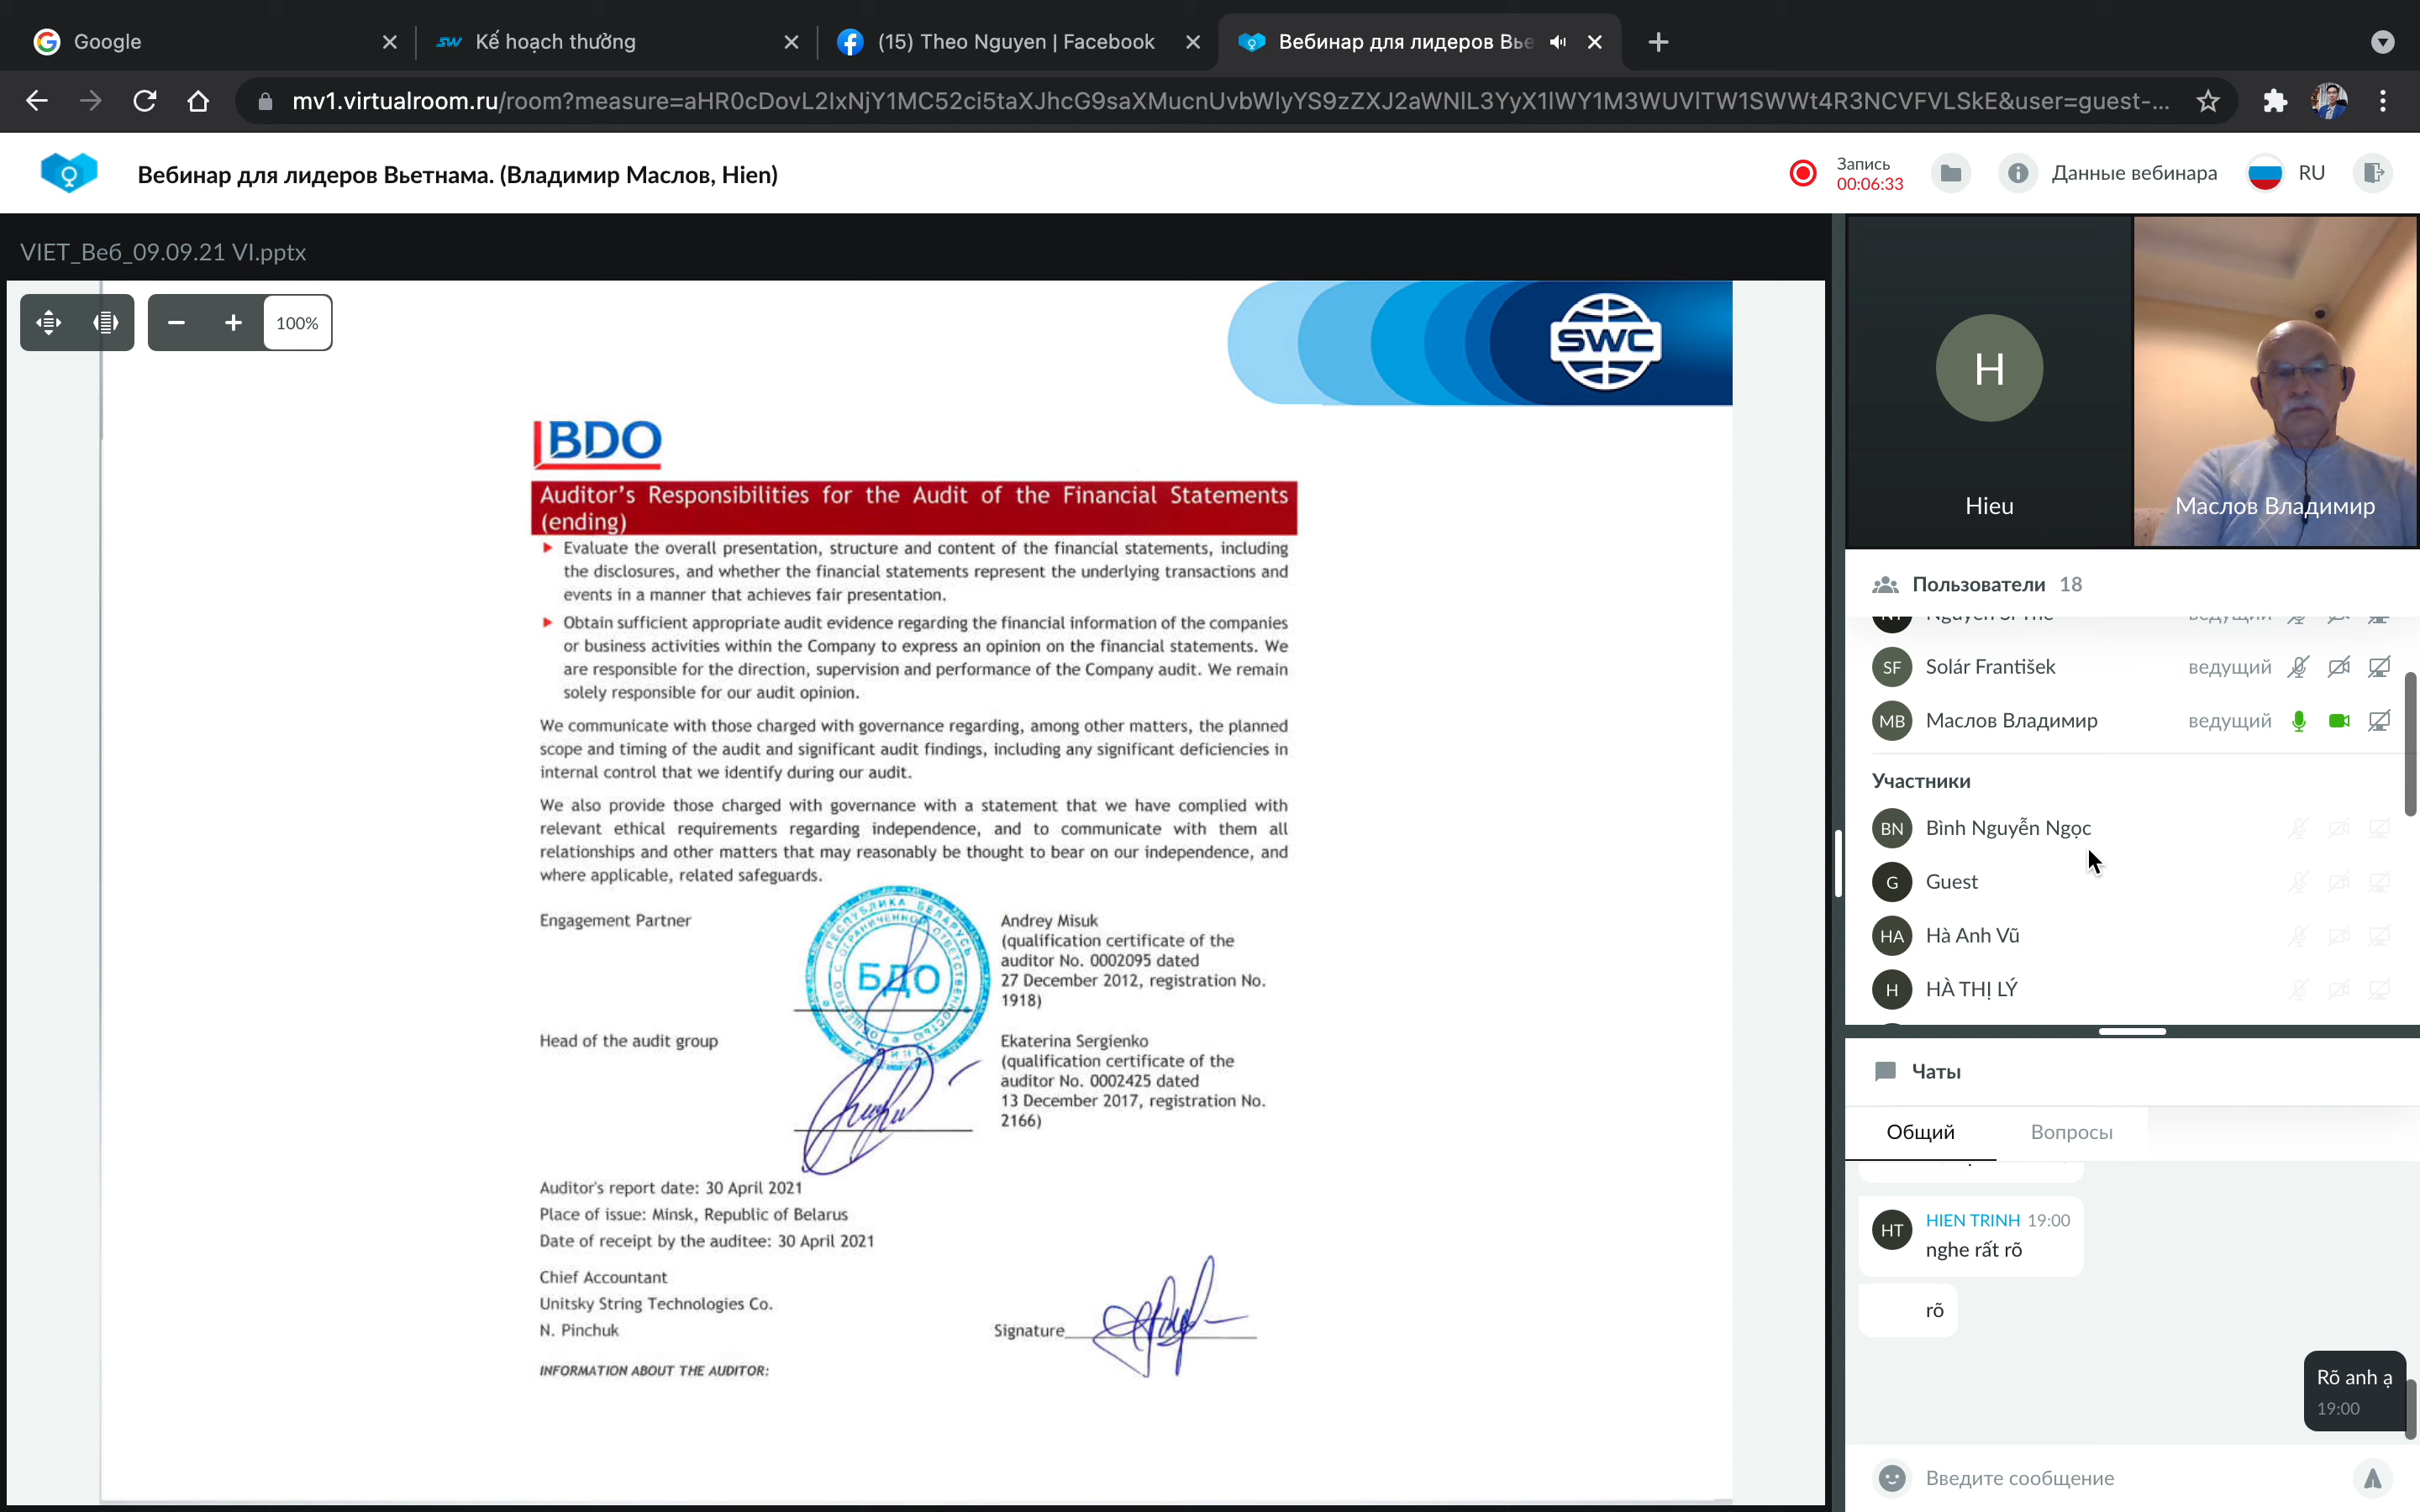 Google
SW Kế hoạch thưởng
(15) Theo Nguyen | Facebook
Вебинар для лидеров Вье
mv1.virtualroom.ru/room?measure=aHR0cDovL2IxNjY1MC52ci5taXJhcG9saXMucnUvbWlyYS9zZXJ2aWNlL3YyX1lWY1M3WUVlTW1SWWt4R3NCVFVLSkE&user=guest-...
Вебинар для лидеров Вьетнама. (Владимир Маслов, Hien)
Запись
00:06:33
Данные вебинара
RU
VIET_Веб_09.09.21 VI.pptx
100%
SWC
H
Hieu
Маслов Владимир
BDO
Auditor's Responsibilities for the Audit of the Financial Statements
(ending)
Evaluate the overall presentation, structure and content of the financial statements, including
the disclosures, and whether the financial statements represent the underlying transactions and
events in a manner that achieves fair presentation.
Obtain sufficient appropriate audit evidence regarding the financial information of the companies
or business activities within the Company to express an opinion on the financial statements. We
are responsible for the direction, supervision and performance of the Company audit. We remain
solely responsible for our audit opinion.
We communicate with those charged with governance regarding, among other matters, the planned
scope and timing of the audit and significant audit findings, including any significant deficiencies in
internal control that we identify during our audit.
We also provide those charged with governance with a statement that we have complied with
relevant ethical requirements regarding independence, and to communicate with them all
relationships and other matters that may reasonably be thought to bear on our independence, and
where applicable, related safeguards.
Engagement Partner
РЕСПУБЛИКА БЕЛАРУСЬ
БДО
Andrey Misuk
(qualification certificate of the
auditor No. 0002095 dated
27 December 2012, registration No.
1918)
Head of the audit group
Ekaterina Sergienko
(qualification certificate of the
auditor No. 0002425 dated
13 December 2017, registration No.
2166)
Auditor's report date: 30 April 2021
Place of issue: Minsk, Republic of Belarus
Date of receipt by the auditee: 30 April 2021
Chief Accountant
Unitsky String Technologies Co.
N. Pinchuk
Signature
INFORMATION ABOUT THE AUDITOR:
Пользователи 18
SF Solár František ведущий
МВ Маслов Владимир ведущий
Участники
BN Bình Nguyễn Ngọc
G Guest
HA Hà Anh Vũ
H HÀ THỊ LÝ
Чаты
Общий Вопросы
HT HIEN TRINH 19:00
nghe rất rõ
rõ
Rõ anh ạ
19:00
Введите сообщение